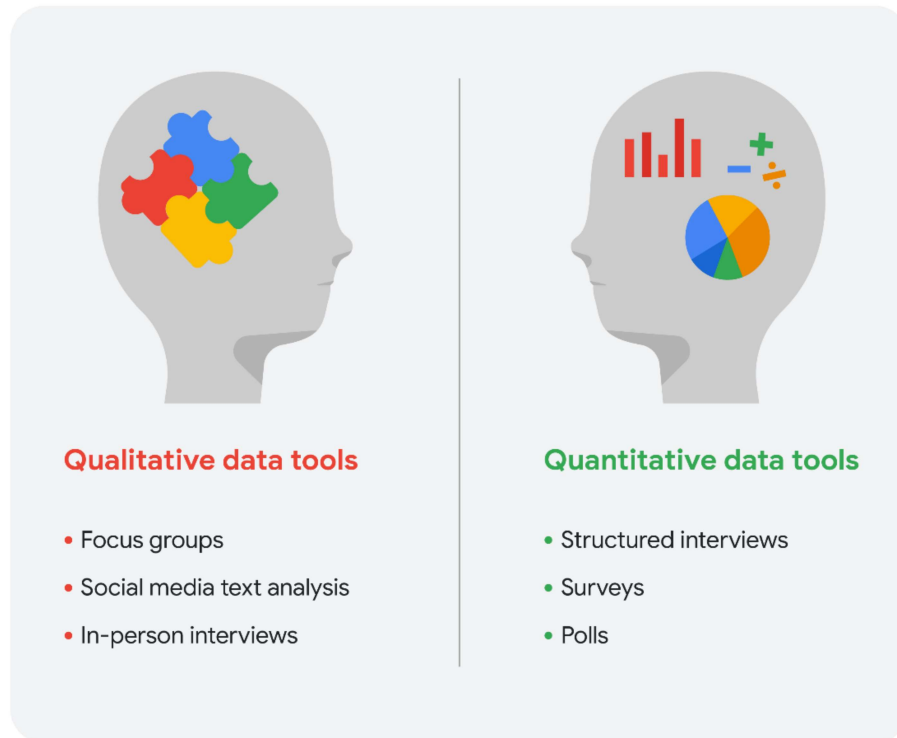 Qualitative data tools
• Focus groups
• Social media text analysis
• In-person interviews
Quantitative data tools
• Structured interviews
• Surveys
• Polls